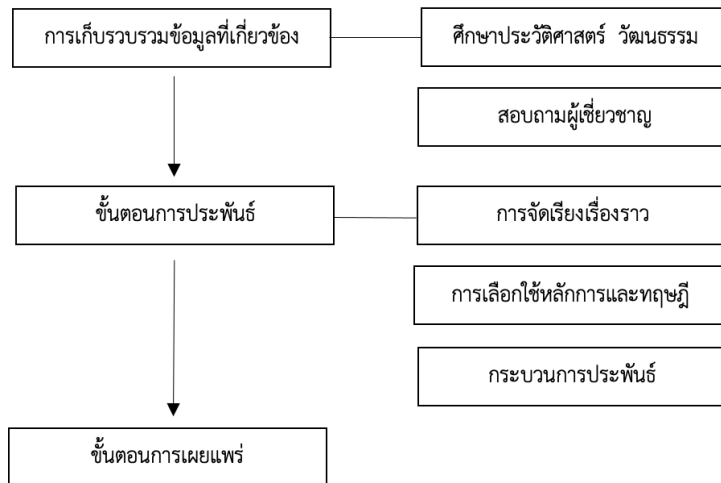 การเก็บรวบรวมข้อมูลที่เกี่ยวข้อง
ศึกษาประวัติศาสตร์ วัฒนธรรม
สอบถามผู้เชี่ยวชาญ
ขั้นตอนการประพันธ์
การจัดเรียงเรื่องราว
การเลือกใช้หลักการและทฤษฎี
กระบวนการประพันธ์
ขั้นตอนการเผยแพร่